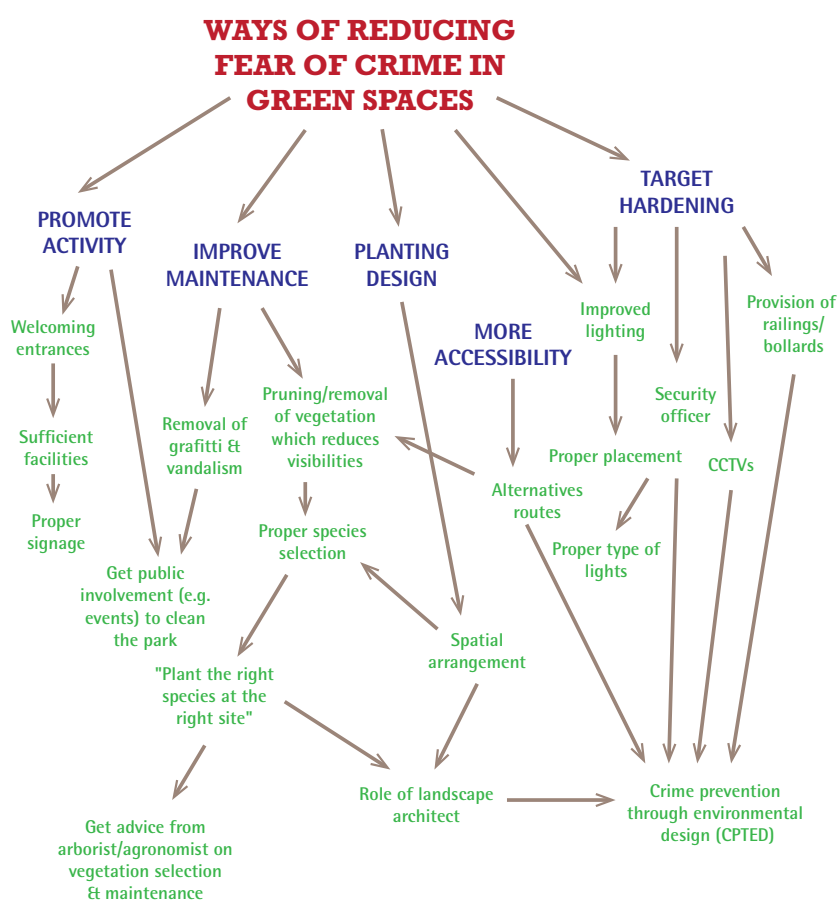 WAYS OF REDUCING
FEAR OF CRIME IN
GREEN SPACES
TARGET
HARDENING
PROMOTE
ACTIVITY
IMPROVE
MAINTENANCE
PLANTING
DESIGN
MORE
ACCESSIBILITY
Welcoming
entrances
Sufficient
facilities
Proper
signage
Removal of
grafitti &
vandalism
Get public
involvement (e.g.
events) to clean
the park
Pruning/removal
of vegetation
which reduces
visibilities
Proper species
selection
"Plant the right
species at the
right site"
Get advice from
arborist/agronomist on
vegetation selection
& maintenance
Spatial
arrangement
Role of landscape
architect
Alternatives
routes
Improved
lighting
Proper placement
Proper type of
lights
Security
officer
CCTVs
Provision of
railings/
bollards
Crime prevention
through environmental
design (CPTED)